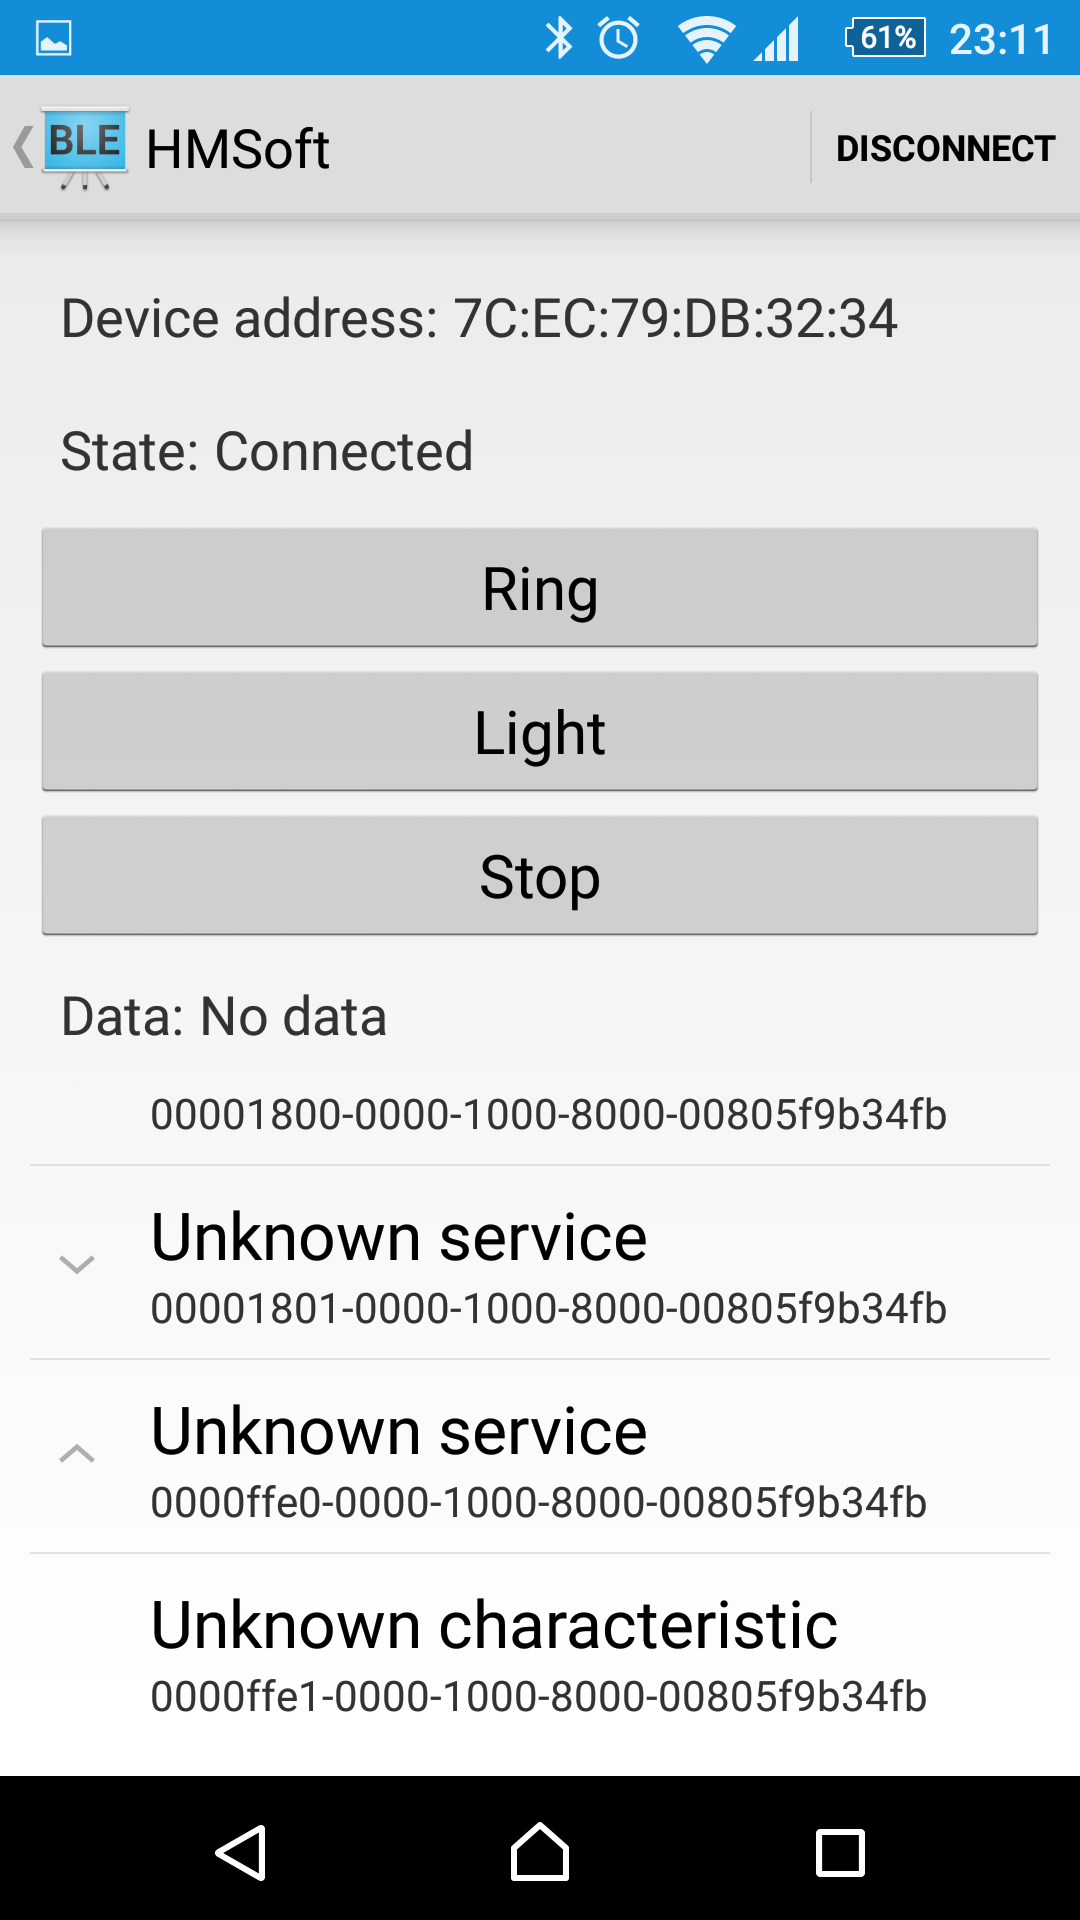 61% 23:11
BLE HMSoft DISCONNECT
Device address: 7C:EC:79:DB:32:34
State: Connected
Ring
Light
Stop
Data: No data
00001800-0000-1000-8000-00805f9b34fb
Unknown service
00001801-0000-1000-8000-00805f9b34fb
Unknown service
0000ffe0-0000-1000-8000-00805f9b34fb
Unknown characteristic
0000ffe1-0000-1000-8000-00805f9b34fb